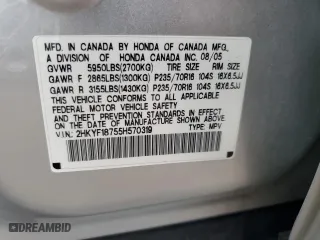 MFD. IN CANADA BY HONDA OF CANADA MFG.,
A DIVISION OF HONDA CANADA INC. 08/05
GVWR 5950LBS(2700KG) TIRE SIZE RIM SIZE
GAWR F 2865LBS(1300KG) P235/70R16 104S 16X6.5JJ
GAWR R 3155LBS(1430KG) P235/70R16 104S 16X6.5JJ
THIS VEHICLE CONFORMS TO ALL APPLICABLE
FEDERAL MOTOR VEHICLE SAFETY STANDARDS IN
EFFECT ON THE DATE OF MANUFACTURE SHOWN ABOVE.
V.I.N.: 2HKYF18755H570319 TYPE: MPV
DREAMBID